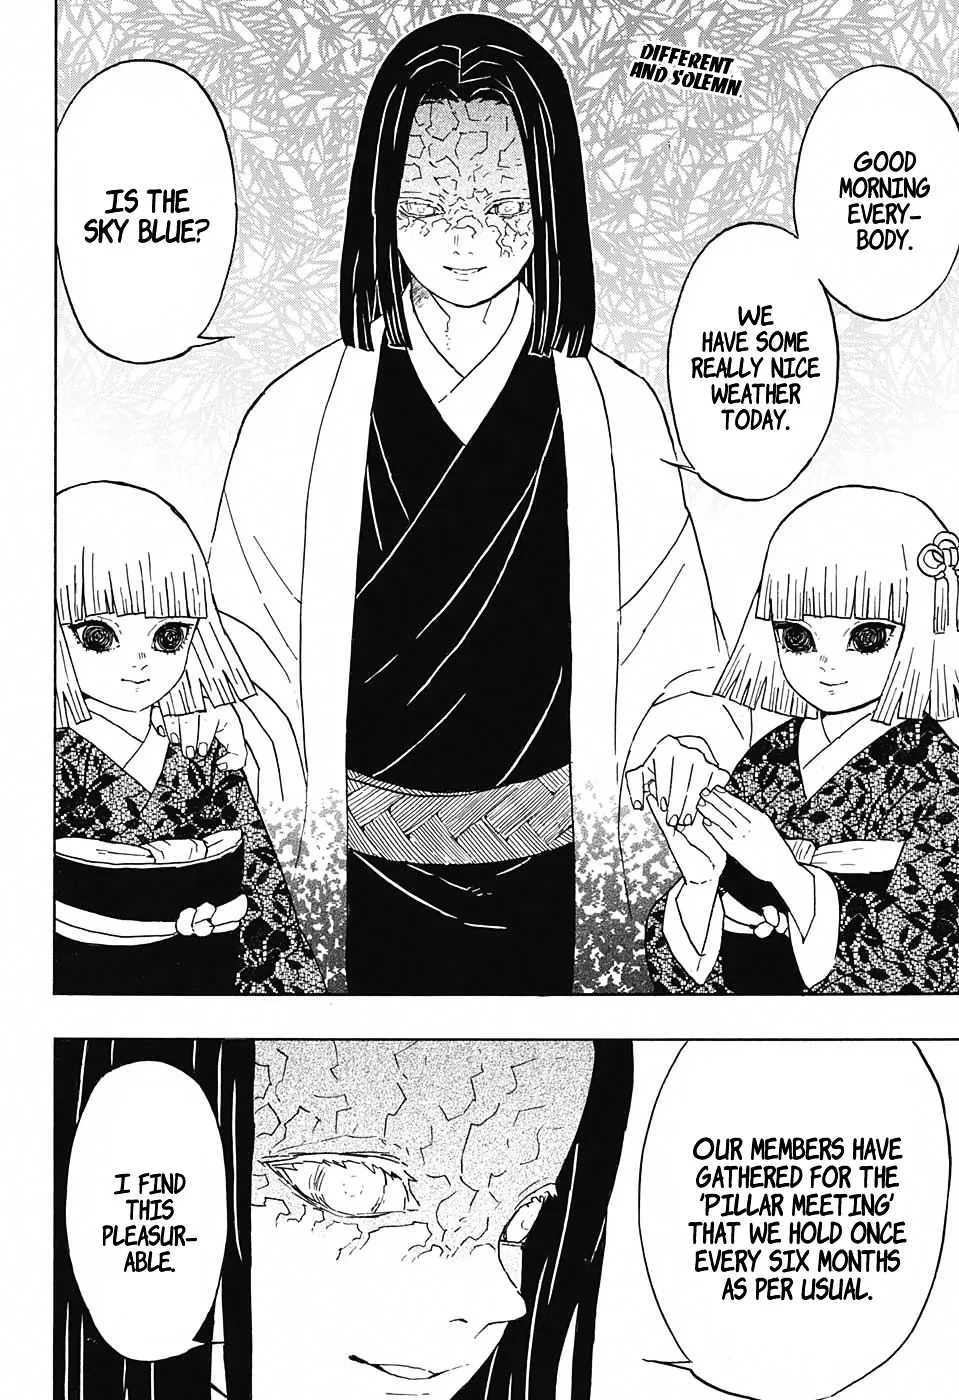 DIFFERENT
AND SOLEMN.
GOOD
MORNING
EVERY-
BODY.
WE
HAVE SOME
REALLY NICE
WEATHER
TODAY.
IS THE
SKY BLUE?
OUR MEMBERS HAVE
GATHERED FOR THE
'PILLAR MEETING'
THAT WE HOLD ONCE
EVERY SIX MONTHS
AS PER USUAL.
I FIND
THIS
PLEASUR-
ABLE.